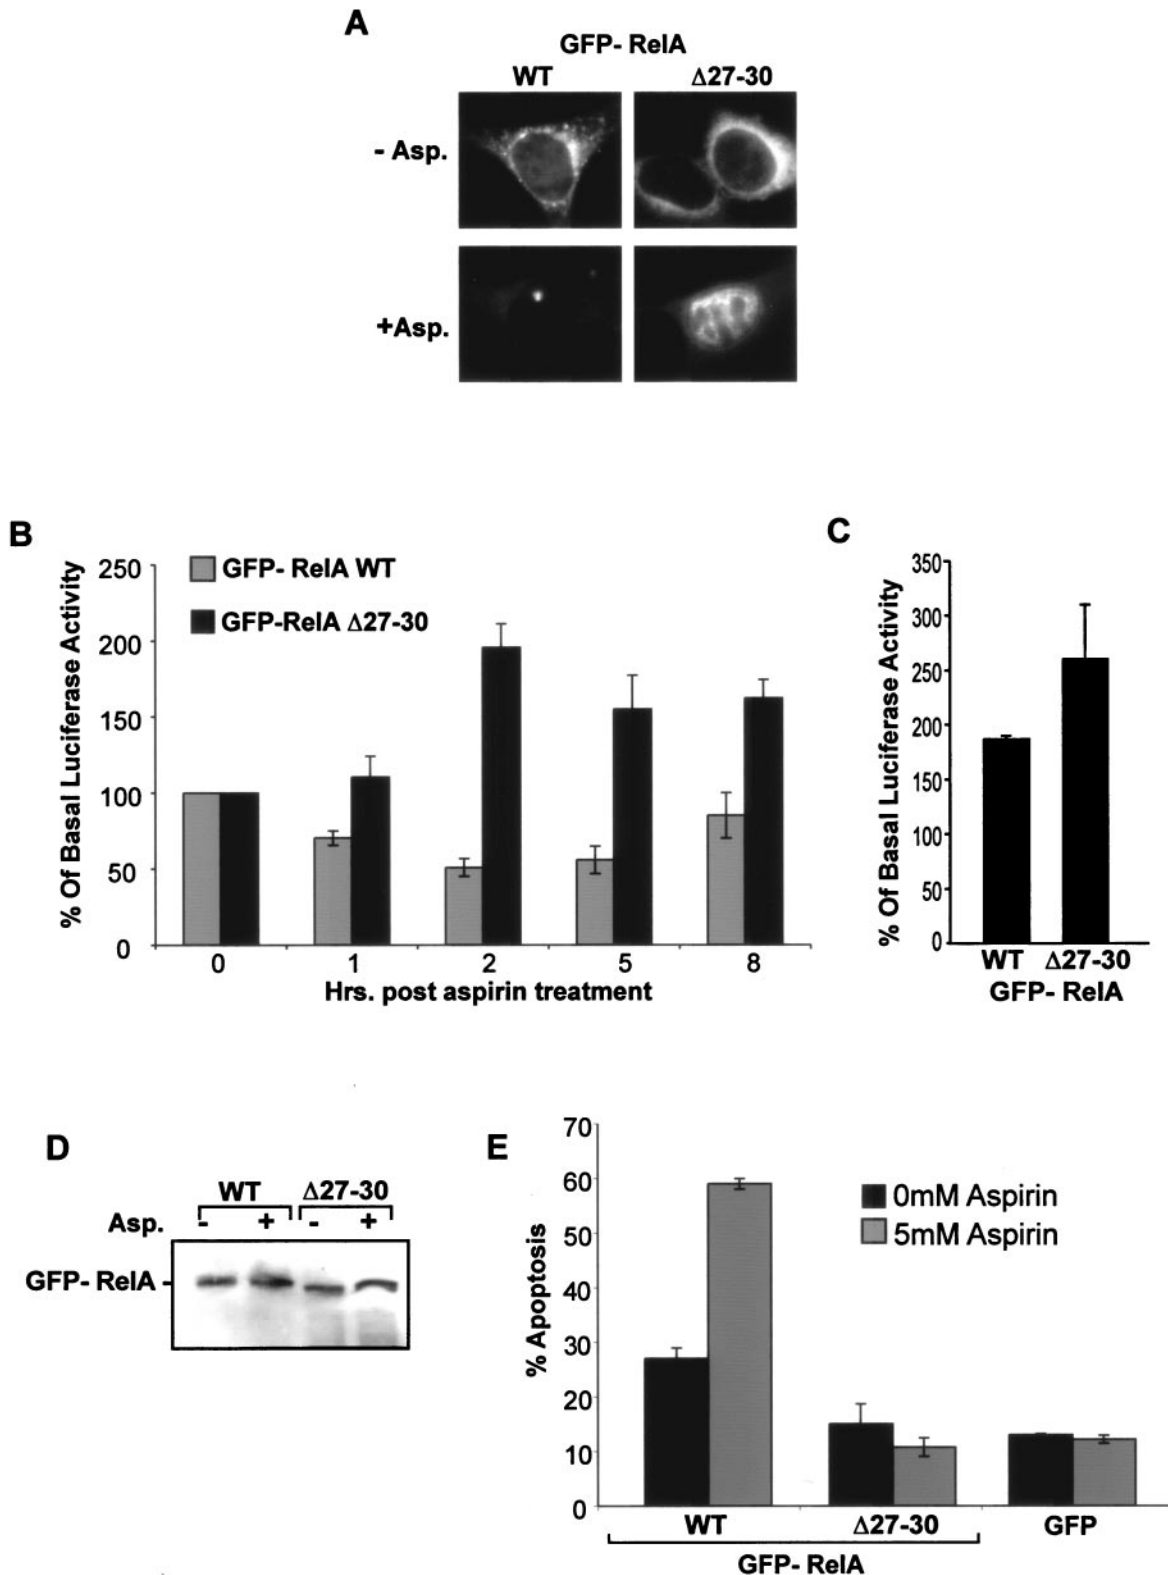 A
GFP- RelA
WT Δ27-30
- Asp.
+Asp.
B
GFP- RelA WT
GFP-RelA Δ27-30
% Of Basal Luciferase Activity
250
200
150
100
50
0
0 1 2 5 8
Hrs. post aspirin treatment
C
% Of Basal Luciferase Activity
350
300
250
200
150
100
50
0
WT Δ27-30
GFP- RelA
D
WT Δ27-30
Asp. - + - +
GFP- RelA -
E
% Apoptosis
70
60
50
40
30
20
10
0
0mM Aspirin
5mM Aspirin
WT Δ27-30 GFP
GFP- RelA